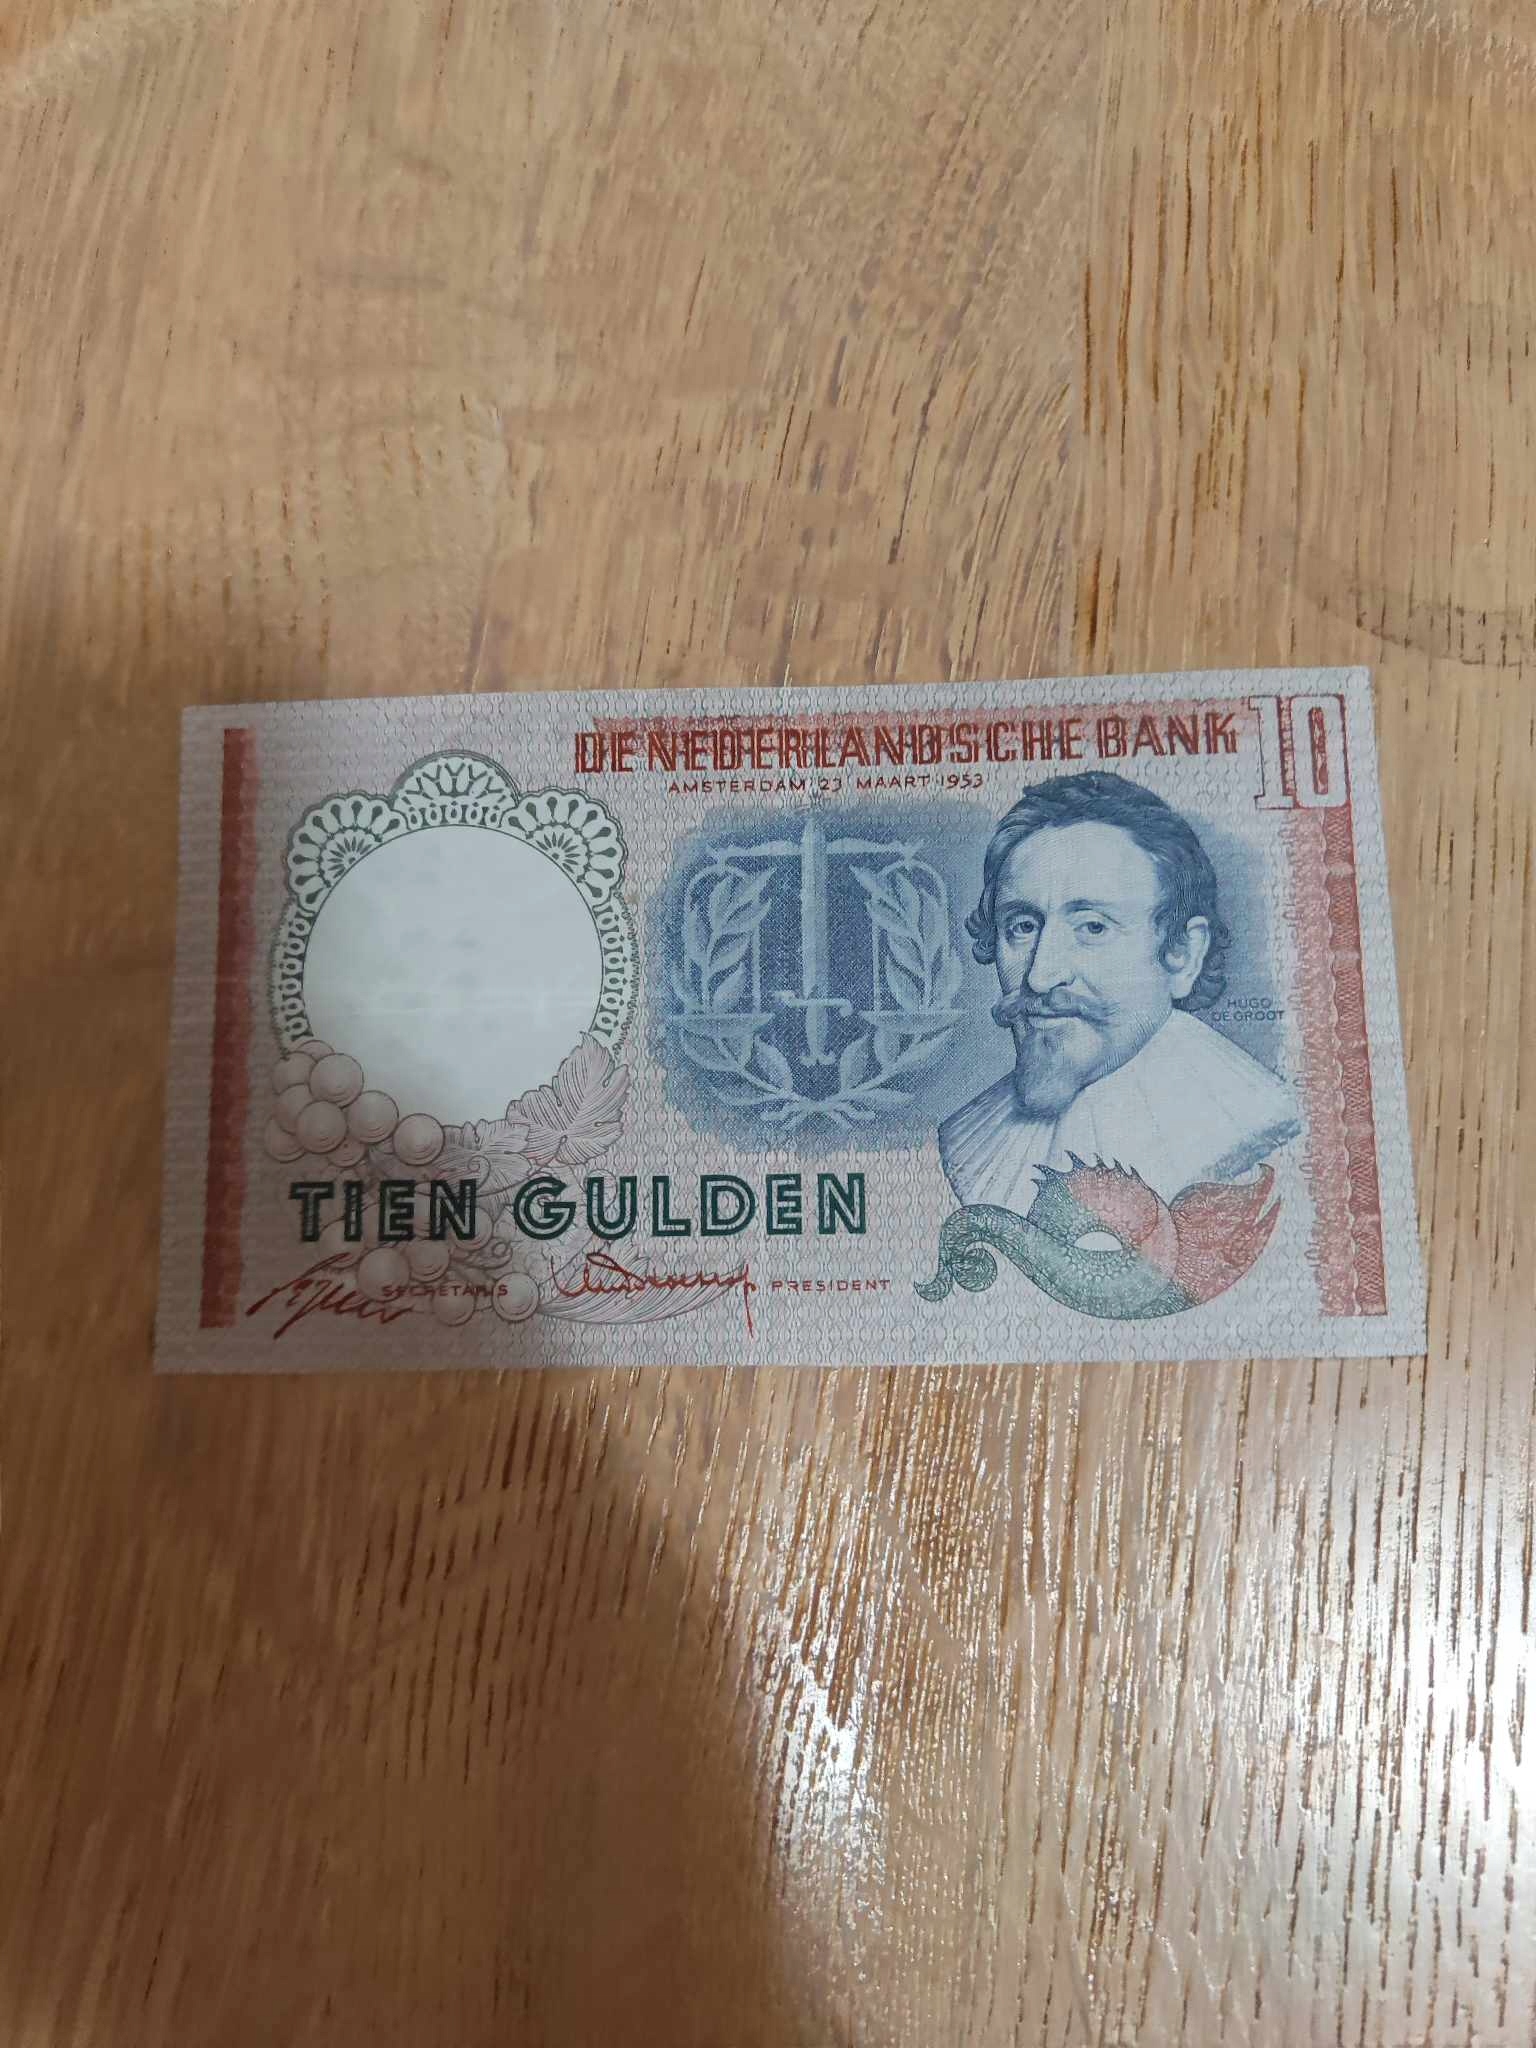 DE NEDERLANDSCHE BANK 10
AMSTERDAM 23 MAART 1953
HUGO
DE GROOT
TIEN GULDEN
SECRETARIS
PRESIDENT